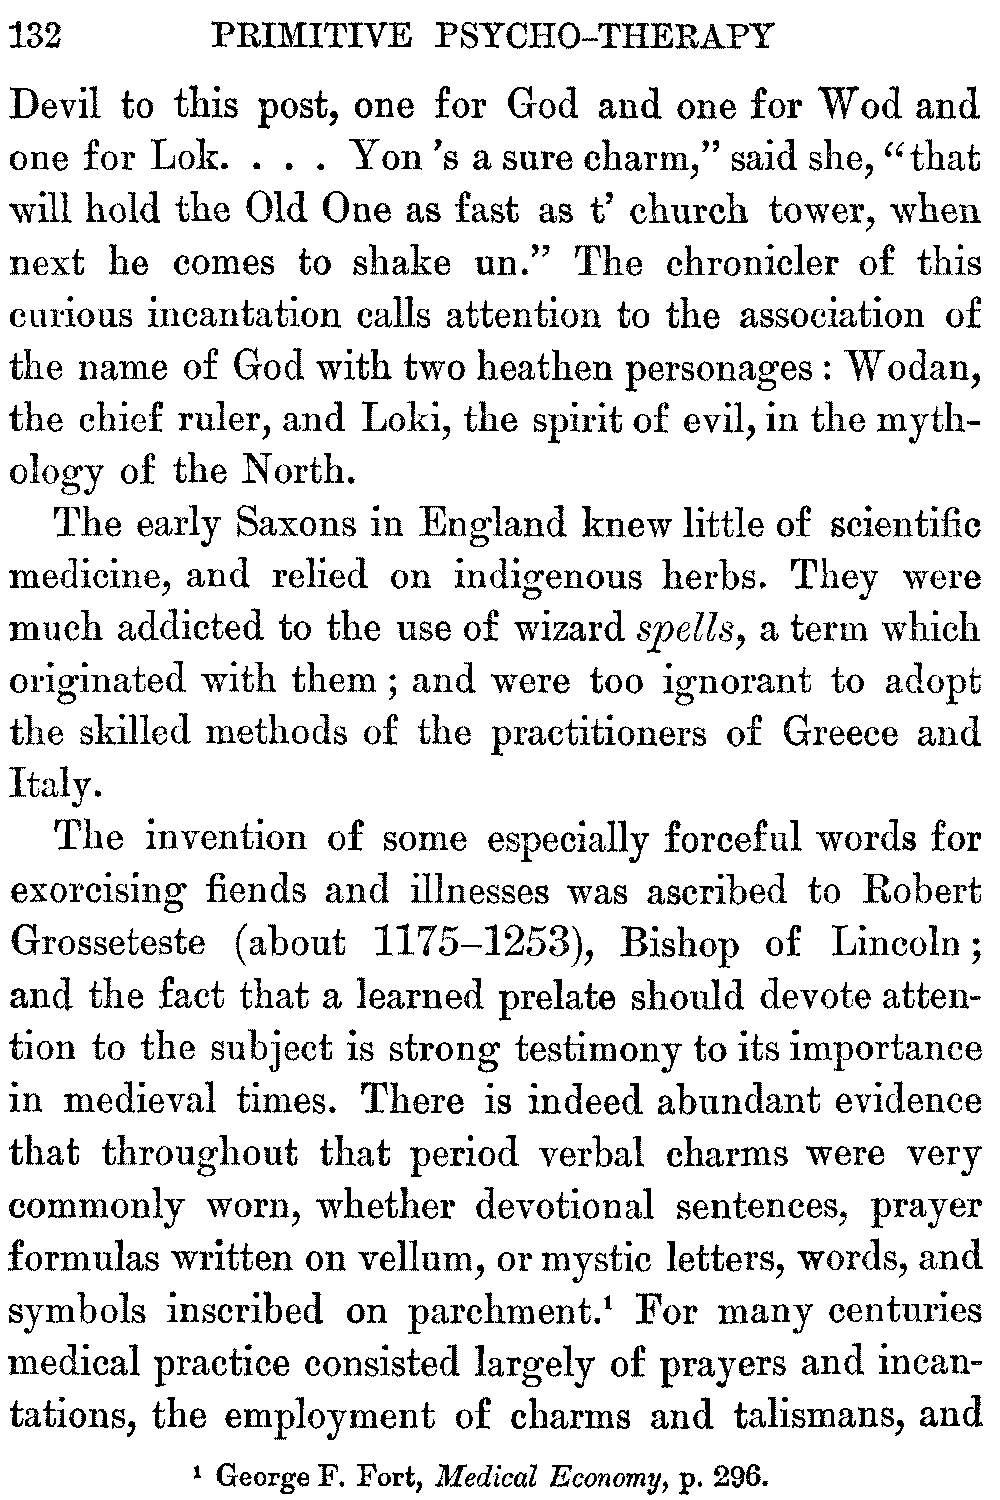 132 PRIMITIVE PSYCHO-THERAPY
Devil to this post, one for God and one for Wod and
one for Lok. . . . Yon 's a sure charm," said she, "that
will hold the Old One as fast as t' church tower, when
next he comes to shake un." The chronicler of this
curious incantation calls attention to the association of
the name of God with two heathen personages : Wodan,
the chief ruler, and Loki, the spirit of evil, in the myth-
ology of the North.
The early Saxons in England knew little of scientific
medicine, and relied on indigenous herbs. They were
much addicted to the use of wizard spells, a term which
originated with them ; and were too ignorant to adopt
the skilled methods of the practitioners of Greece and
Italy.
The invention of some especially forceful words for
exorcising fiends and illnesses was ascribed to Robert
Grosseteste (about 1175–1253), Bishop of Lincoln ;
and the fact that a learned prelate should devote atten-
tion to the subject is strong testimony to its importance
in medieval times. There is indeed abundant evidence
that throughout that period verbal charms were very
commonly worn, whether devotional sentences, prayer
formulas written on vellum, or mystic letters, words, and
symbols inscribed on parchment.¹ For many centuries
medical practice consisted largely of prayers and incan-
tations, the employment of charms and talismans, and
¹ George F. Fort, Medical Economy, p. 296.